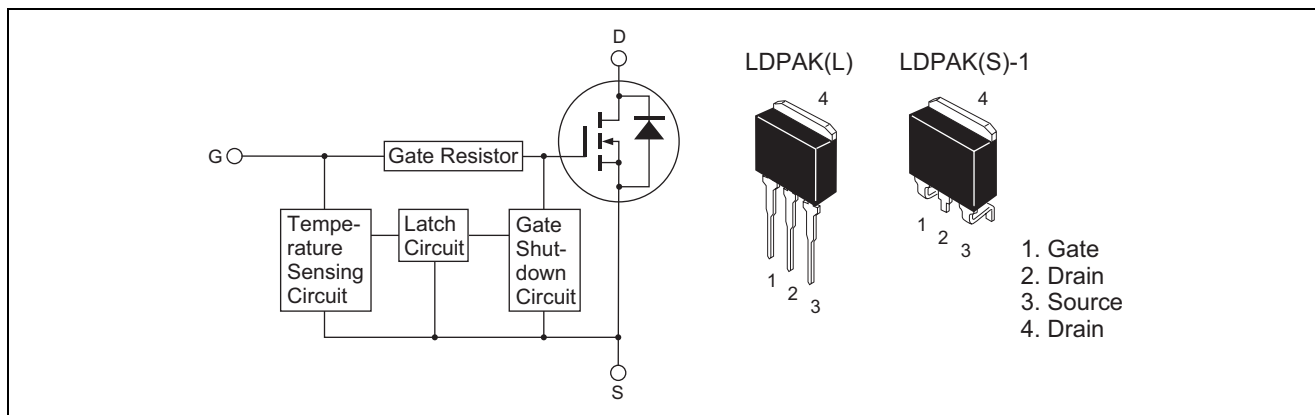 D
G
Gate Resistor
Tempe-
rature
Sensing
Circuit
Latch
Circuit
Gate
Shut-
down
Circuit
S
LDPAK(L)
4
1
2
3
LDPAK(S)-1
4
1
2
3
1. Gate
2. Drain
3. Source
4. Drain